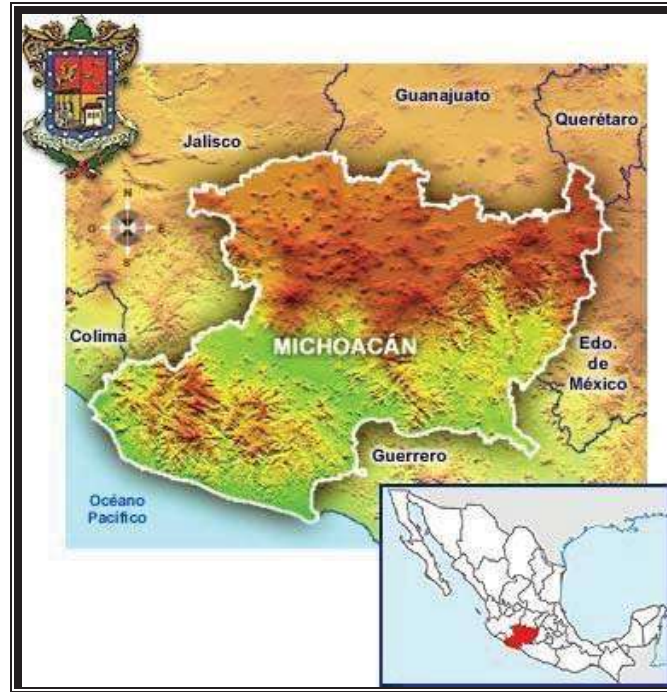 Guanajuato
Querétaro
Jalisco
N
O
E
S
Colima
MICHOACÁN
Edo.
de
México
Guerrero
Océano
Pacífico